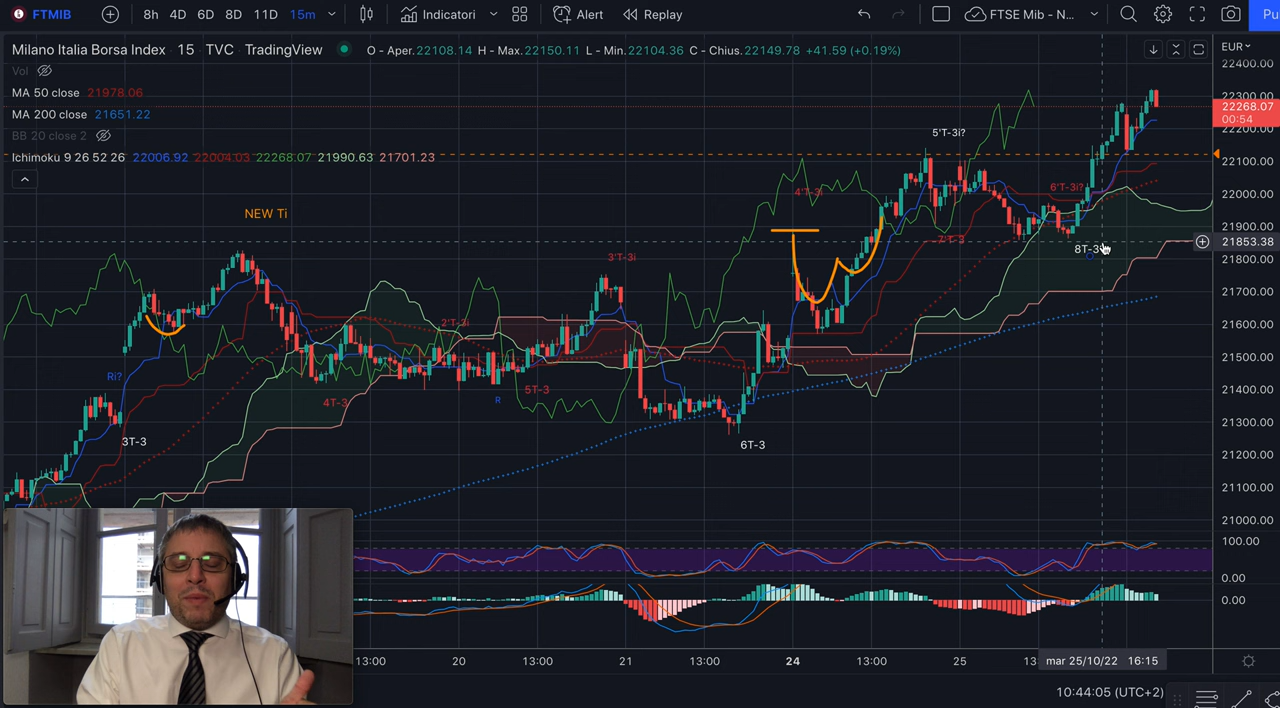 FTMIB 8h 4D 6D 8D 11D 15m Indicatori Alert Replay FTSE Mib - N... Pu
Milano Italia Borsa Index · 15 · TVC · TradingView O - Aper.22108.14 H - Max.22150.11 L - Min.22104.36 C - Chius.22149.78 +41.59 (+0.19%)
EUR
Vol
MA 50 close 21978.06
MA 200 close 21651.22
BB 20 close 2
Ichimoku 9 26 52 26 22006.92 22004.03 22268.07 21990.63 21701.23
22400.00
22300.00
22268.07
00:54
22200.00
22100.00
22000.00
21900.00
21853.38
21800.00
21700.00
21600.00
21500.00
21400.00
21300.00
21200.00
21100.00
21000.00
100.00
0.00
0.00
5'T-3i?
6'T-3i?
4'T-3i
NEW Ti
7'T-3
8T-3
3'T-3i
2'T-3i
Ri?
5T-3
R
4T-3
3T-3
6T-3
13:00 20 13:00 21 13:00 24 13:00 25 13: mar 25/10/22 16:15
10:44:05 (UTC+2)